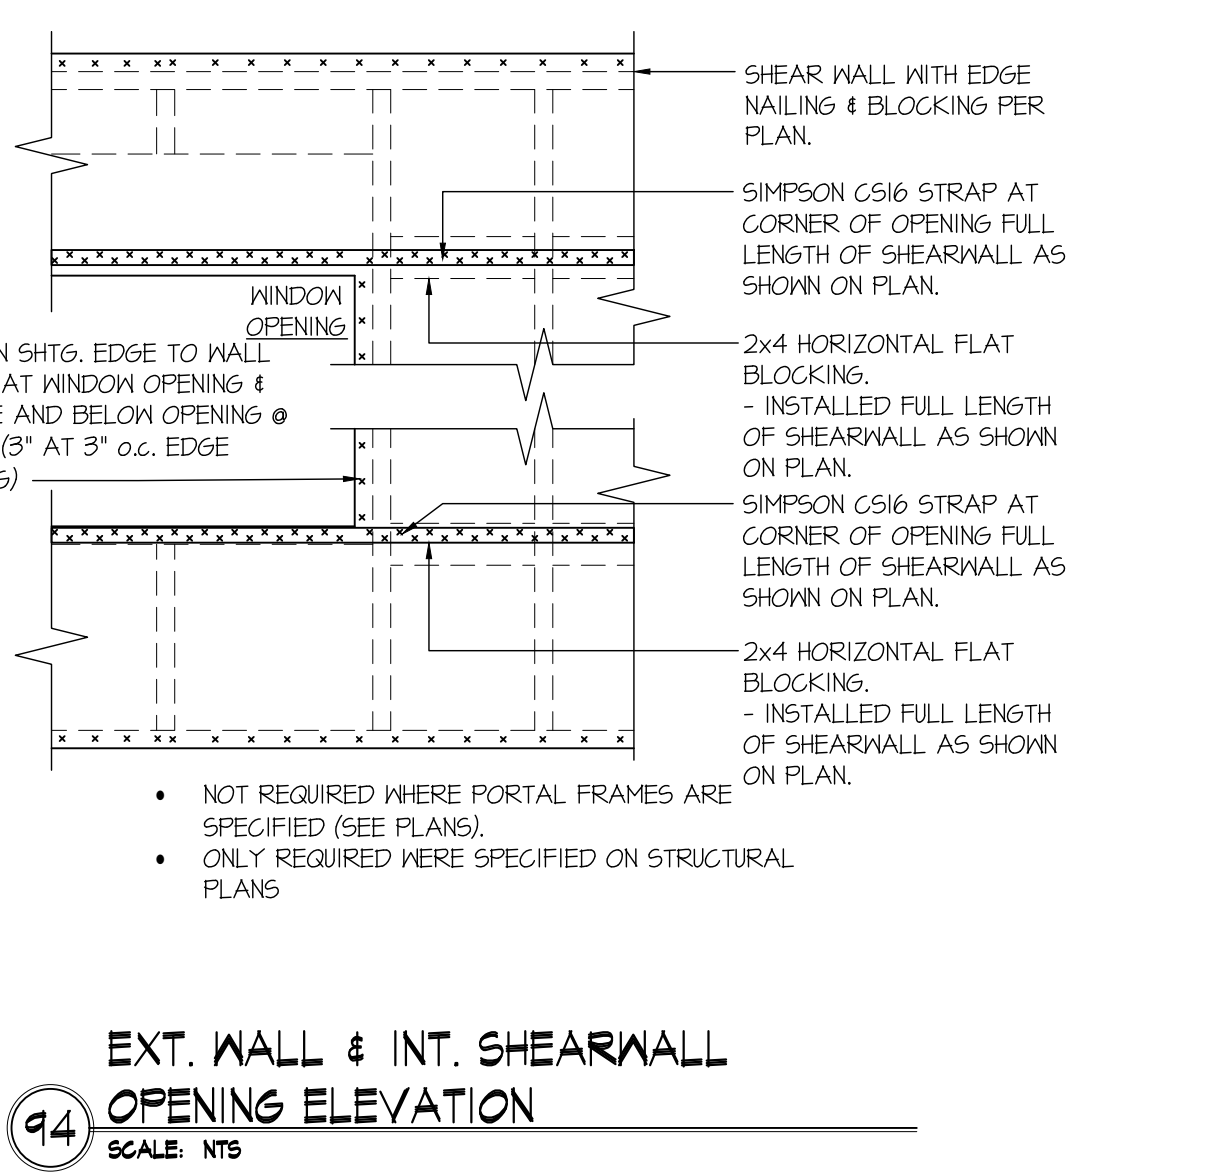 SHEAR WALL WITH EDGE
NAILING & BLOCKING PER
PLAN.
SIMPSON CS16 STRAP AT
CORNER OF OPENING FULL
LENGTH OF SHEARWALL AS
SHOWN ON PLAN.
WINDOW
OPENING
N SHTG. EDGE TO WALL
AT WINDOW OPENING &
E AND BELOW OPENING @
(3" AT 3" o.c. EDGE
G)
2x4 HORIZONTAL FLAT
BLOCKING.
- INSTALLED FULL LENGTH
OF SHEARWALL AS SHOWN
ON PLAN.
SIMPSON CS16 STRAP AT
CORNER OF OPENING FULL
LENGTH OF SHEARWALL AS
SHOWN ON PLAN.
2x4 HORIZONTAL FLAT
BLOCKING.
- INSTALLED FULL LENGTH
OF SHEARWALL AS SHOWN
ON PLAN.
• NOT REQUIRED WHERE PORTAL FRAMES ARE
SPECIFIED (SEE PLANS).
• ONLY REQUIRED WERE SPECIFIED ON STRUCTURAL
PLANS
EXT. WALL & INT. SHEARWALL
OPENING ELEVATION
94
SCALE: NTS